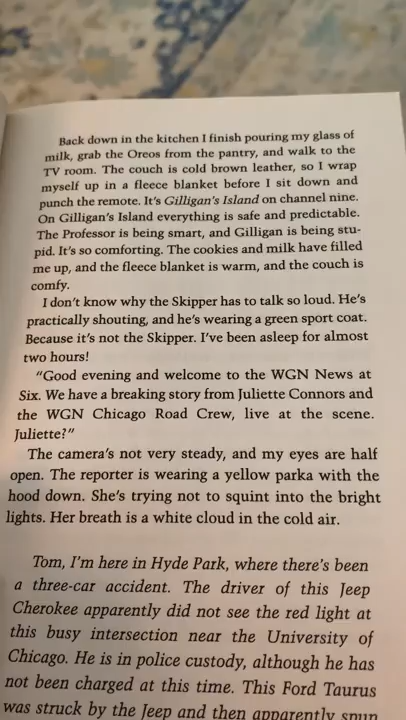 Back down in the kitchen I finish pouring my glass of
milk, grab the Oreos from the pantry, and walk to the
TV room. The couch is cold brown leather, so I wrap
myself up in a fleece blanket before I sit down and
punch the remote. It's Gilligan's Island on channel nine.
On Gilligan's Island everything is safe and predictable.
The Professor is being smart, and Gilligan is being stu-
pid. It's so comforting. The cookies and milk have filled
me up, and the fleece blanket is warm, and the couch is
comfy.
I don't know why the Skipper has to talk so loud. He's
practically shouting, and he's wearing a green sport coat.
Because it's not the Skipper. I've been asleep for almost
two hours!
"Good evening and welcome to the WGN News at
Six. We have a breaking story from Juliette Connors and
the WGN Chicago Road Crew, live at the scene.
Juliette?"
The camera's not very steady, and my eyes are half
open. The reporter is wearing a yellow parka with the
hood down. She's trying not to squint into the bright
lights. Her breath is a white cloud in the cold air.
Tom, I'm here in Hyde Park, where there's been
a three-car accident. The driver of this Jeep
Cherokee apparently did not see the red light at
this busy intersection near the University of
Chicago. He is in police custody, although he has
not been charged at this time. This Ford Taurus
was struck by the Jeep and then apparently spun